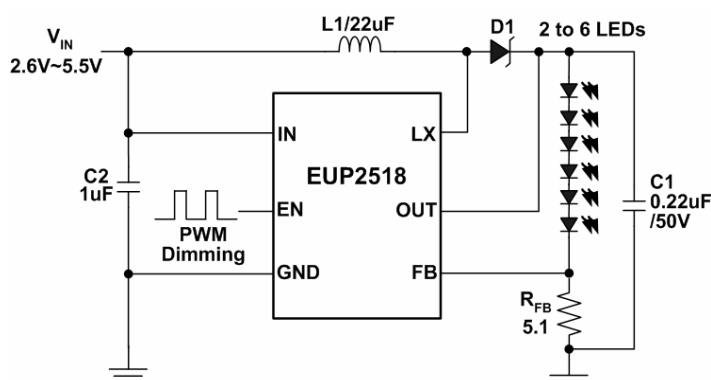 L1/22uF
D1
2 to 6 LEDs
VIN
2.6V~5.5V
IN
LX
EUP2518
C2
1uF
EN
OUT
C1
0.22uF
/50V
PWM
Dimming
GND
FB
RFB
5.1